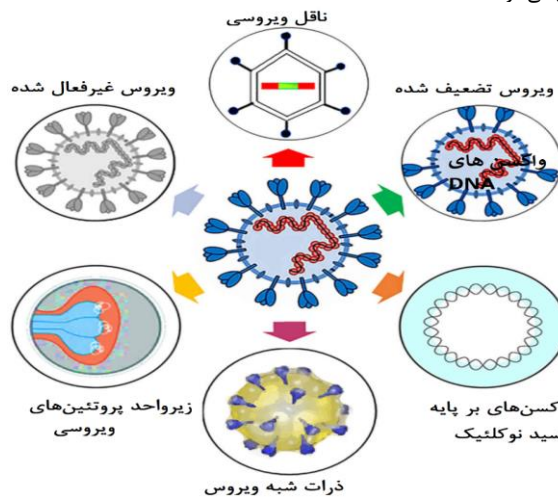 ناقل ویروسی
ویروس غیرفعال شده
ویروس تضعیف شده
واکسن های
DNA
زیرواحد پروتئین‌های
ویروسی
کسن‌های بر پایه
سید نوکلئیک
ذرات شبه ویروس